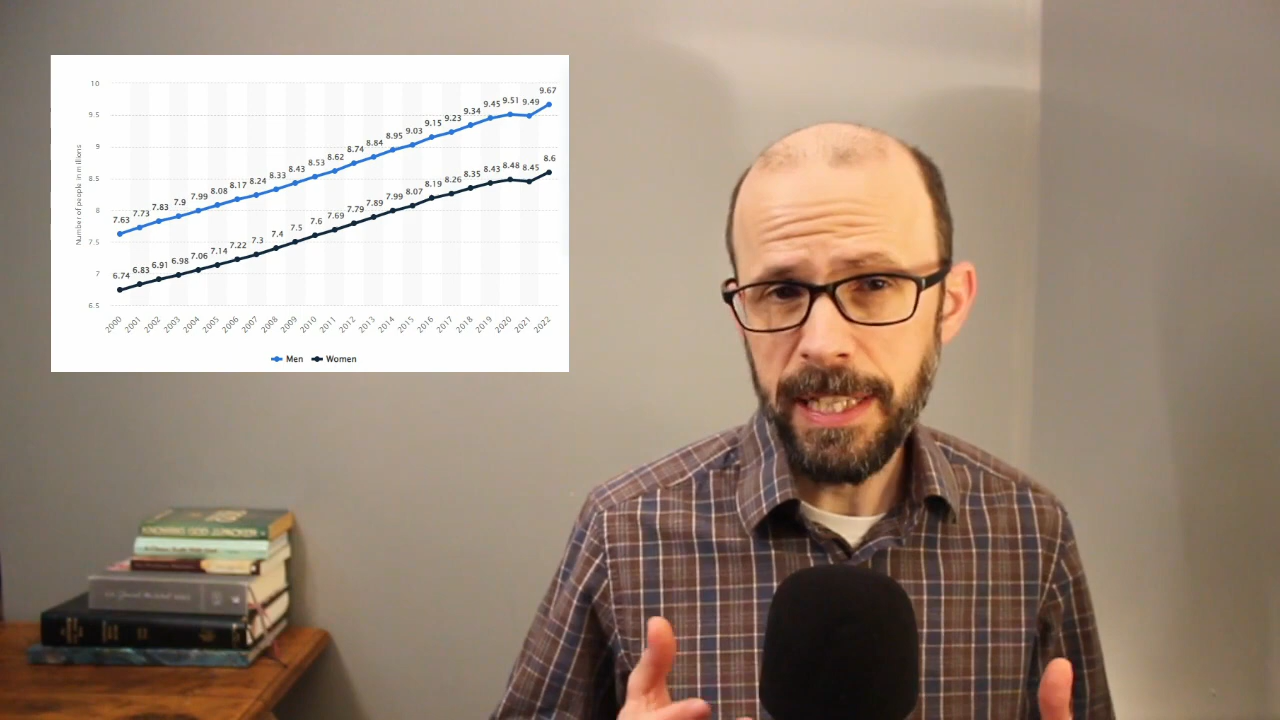 10
9.5
9
8.5
8
7.5
7
6.5
Number of people in millions
7.63 7.73 7.83 7.9 7.99 8.08 8.17 8.24 8.33 8.43 8.53 8.62 8.74 8.84 8.95 9.03 9.15 9.23 9.34 9.45 9.51 9.49 9.67
6.74 6.83 6.91 6.98 7.06 7.14 7.22 7.3 7.4 7.5 7.6 7.69 7.79 7.89 7.99 8.07 8.19 8.26 8.35 8.43 8.48 8.45 8.6
2000 2001 2002 2003 2004 2005 2006 2007 2008 2009 2010 2011 2012 2013 2014 2015 2016 2017 2018 2019 2020 2021 2022
Men Women